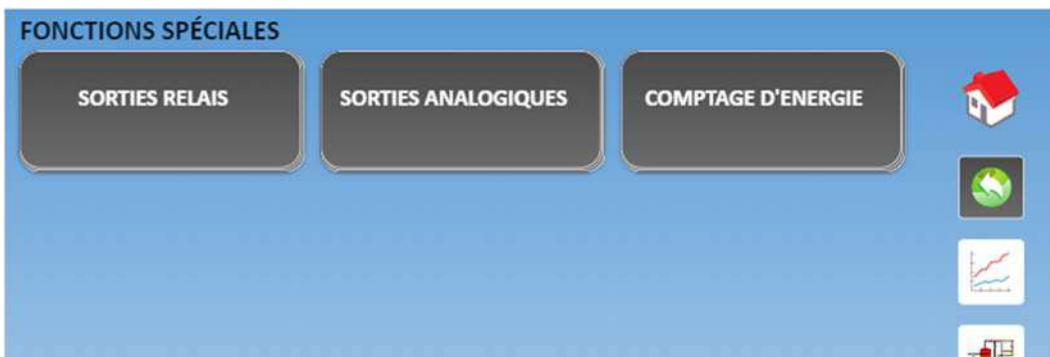 FONCTIONS SPÉCIALES
SORTIES RELAIS
SORTIES ANALOGIQUES
COMPTAGE D'ENERGIE